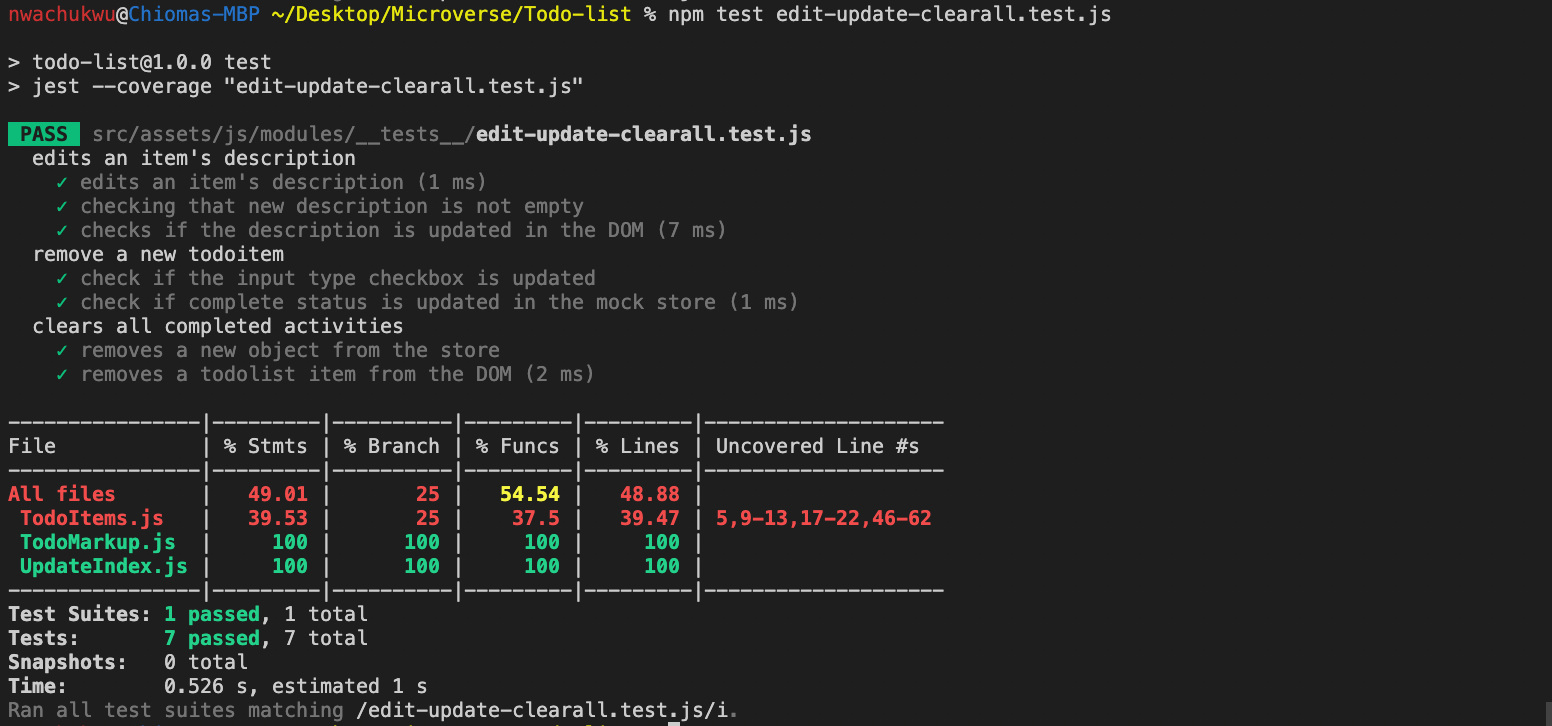 nwachukwu@Chiomas-MBP ~/Desktop/Microverse/Todo-list % npm test edit-update-clearall.test.js
> todo-list@1.0.0 test
> jest --coverage "edit-update-clearall.test.js"
PASS src/assets/js/modules/__tests__/edit-update-clearall.test.js
edits an item's description
✓ edits an item's description (1 ms)
✓ checking that new description is not empty
✓ checks if the description is updated in the DOM (7 ms)
remove a new todoitem
✓ check if the input type checkbox is updated
✓ check if complete status is updated in the mock store (1 ms)
clears all completed activities
✓ removes a new object from the store
✓ removes a todolist item from the DOM (2 ms)
----------------|---------|----------|---------|---------|--------------------
File | % Stmts | % Branch | % Funcs | % Lines | Uncovered Line #s
----------------|---------|----------|---------|---------|--------------------
All files | 49.01 | 25 | 54.54 | 48.88 |
TodoItems.js | 39.53 | 25 | 37.5 | 39.47 | 5,9-13,17-22,46-62
TodoMarkup.js | 100 | 100 | 100 | 100 |
UpdateIndex.js | 100 | 100 | 100 | 100 |
----------------|---------|----------|---------|---------|--------------------
Test Suites: 1 passed, 1 total
Tests: 7 passed, 7 total
Snapshots: 0 total
Time: 0.526 s, estimated 1 s
Ran all test suites matching /edit-update-clearall.test.js/i.